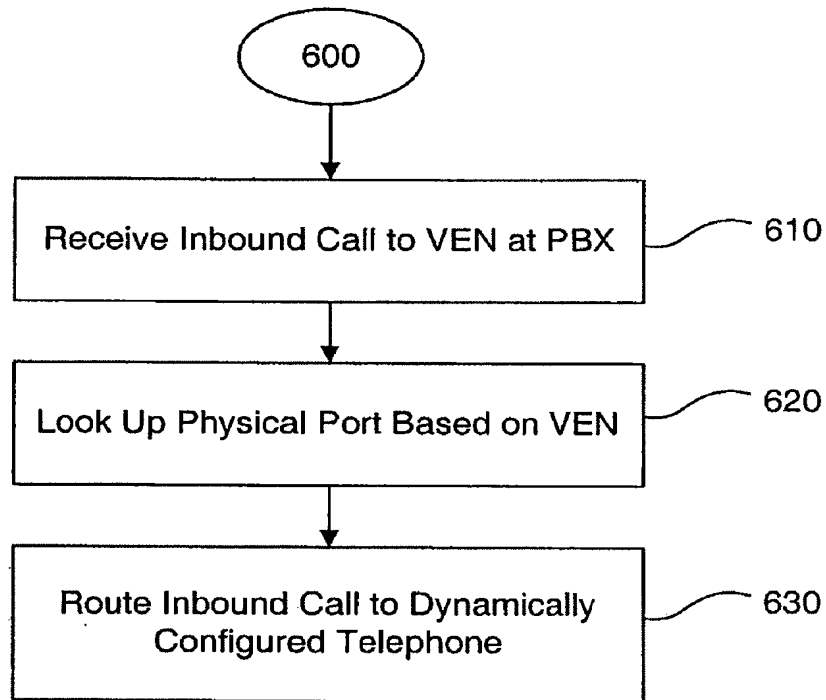 600
Receive Inbound Call to VEN at PBX
610
Look Up Physical Port Based on VEN
620
Route Inbound Call to Dynamically
Configured Telephone
630